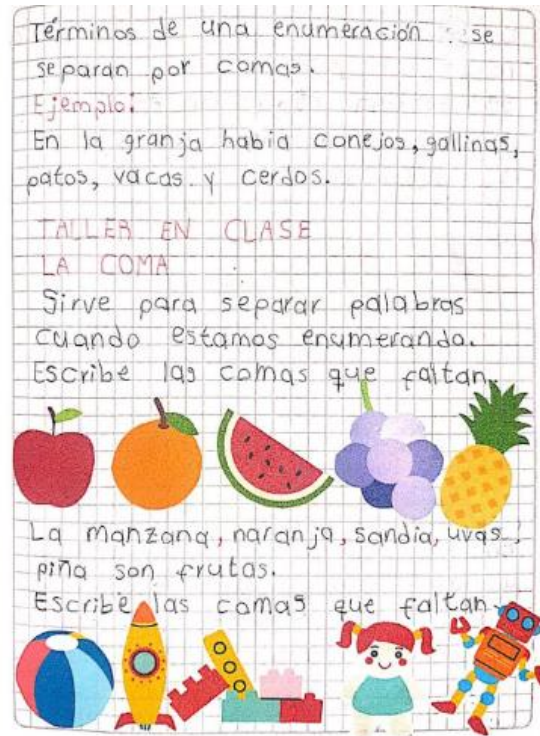 Términos de una enumeración se
separan por comas.
Ejemplo:
En la granja habia conejos, gallinas,
patos, vacas y cerdos.
TALLER EN CLASE
LA COMA
Sirve para separar palabras
cuando estamos enumerando.
Escribe las comas que faltan.
La manzana, naranja, sandia, uvas,
piña son frutas.
Escribe las comas que faltan.